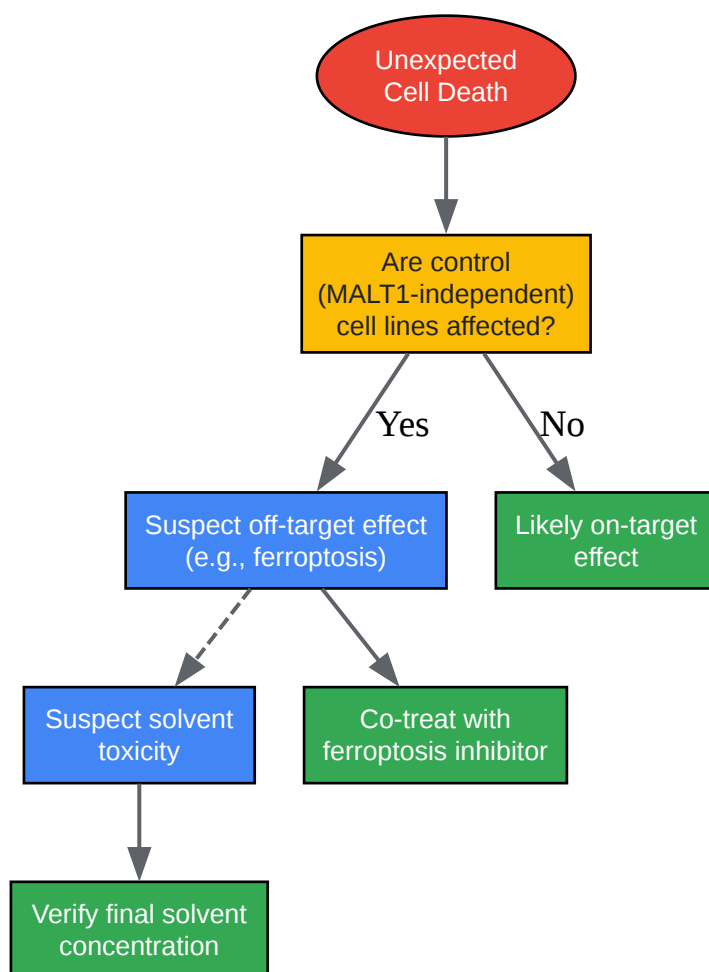 Unexpected
Cell Death
Are control
(MALT1-independent)
cell lines affected?
Yes
No
Suspect off-target effect
(e.g., ferroptosis)
Likely on-target
effect
Suspect solvent
toxicity
Co-treat with
ferroptosis inhibitor
Verify final solvent
concentration